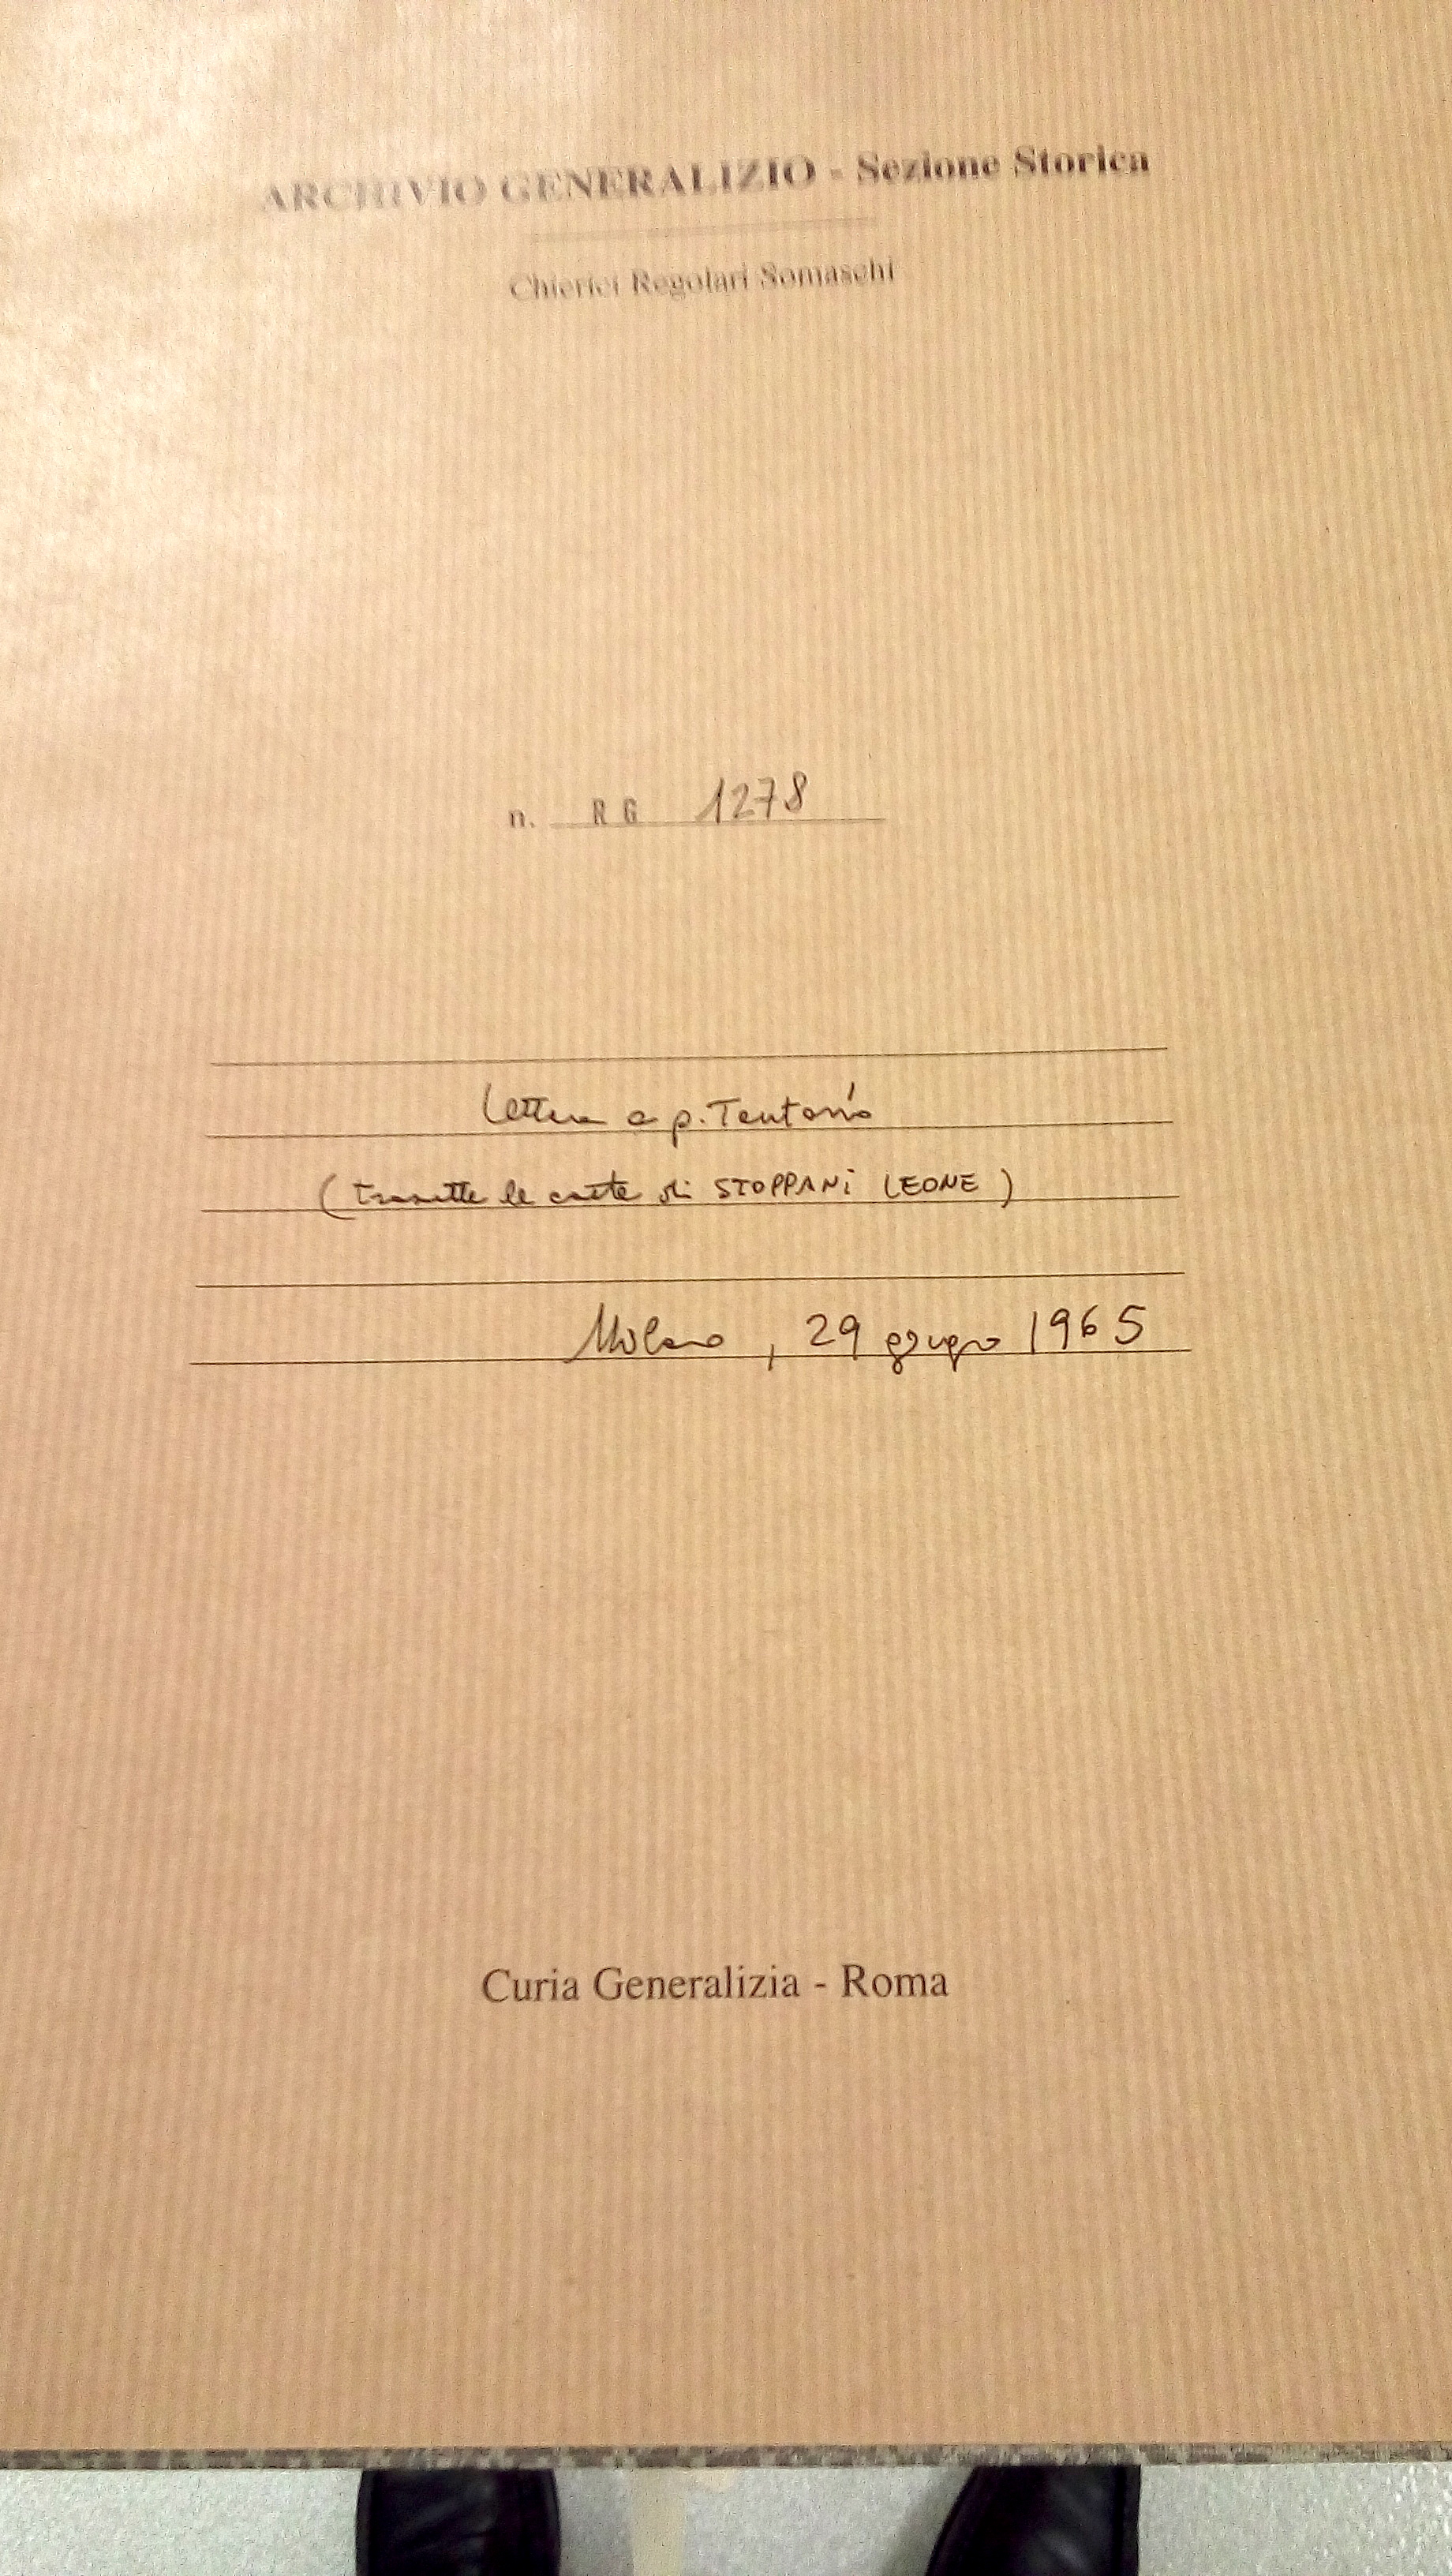 ARCHIVIO GENERALIZIO - Sezione Storica
Chierici Regolari Somaschi
n. RG 1278
Lettera a p. Tentorio
(trasmette le carte di STOPPANI LEONE)
Milano, 29 giugno 1965
Curia Generalizia - Roma